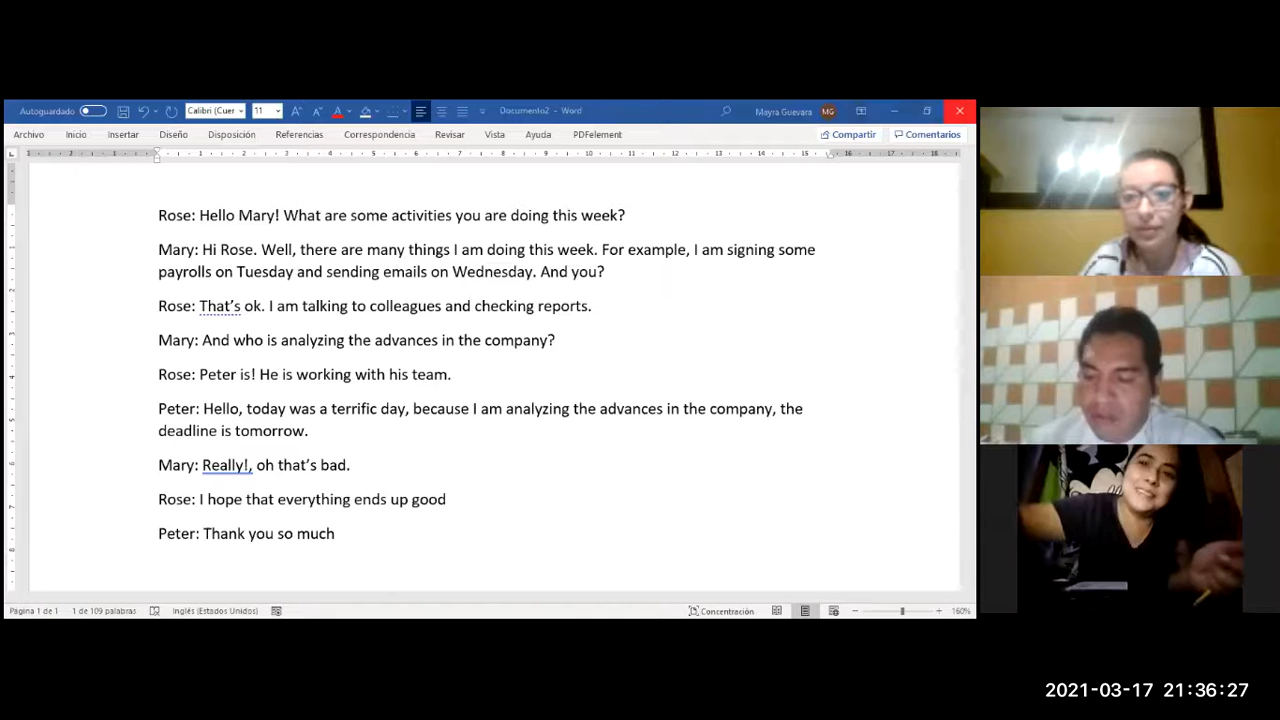 Autoguardado Calibri (Cuer 11 Documento2 - Word Mayra Guevara MG
Archivo Inicio Insertar Diseño Disposición Referencias Correspondencia Revisar Vista Ayuda PDFelement Compartir Comentarios
Rose: Hello Mary! What are some activities you are doing this week?
Mary: Hi Rose. Well, there are many things I am doing this week. For example, I am signing some
payrolls on Tuesday and sending emails on Wednesday. And you?
Rose: That's ok. I am talking to colleagues and checking reports.
Mary: And who is analyzing the advances in the company?
Rose: Peter is! He is working with his team.
Peter: Hello, today was a terrific day, because I am analyzing the advances in the company, the
deadline is tomorrow.
Mary: Really!, oh that's bad.
Rose: I hope that everything ends up good
Peter: Thank you so much
Página 1 de 1 1 de 109 palabras Inglés (Estados Unidos) Concentración 160%
2021-03-17 21:36:27